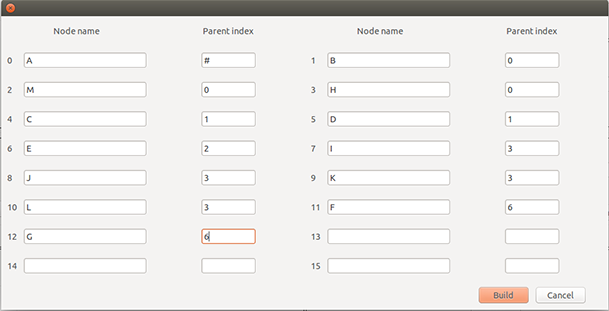 Node name Parent index Node name Parent index
0 A # 1 B 0
2 M 0 3 H 0
4 C 1 5 D 1
6 E 2 7 I 3
8 J 3 9 K 3
10 L 3 11 F 6
12 G 6 13
14 15
Build Cancel